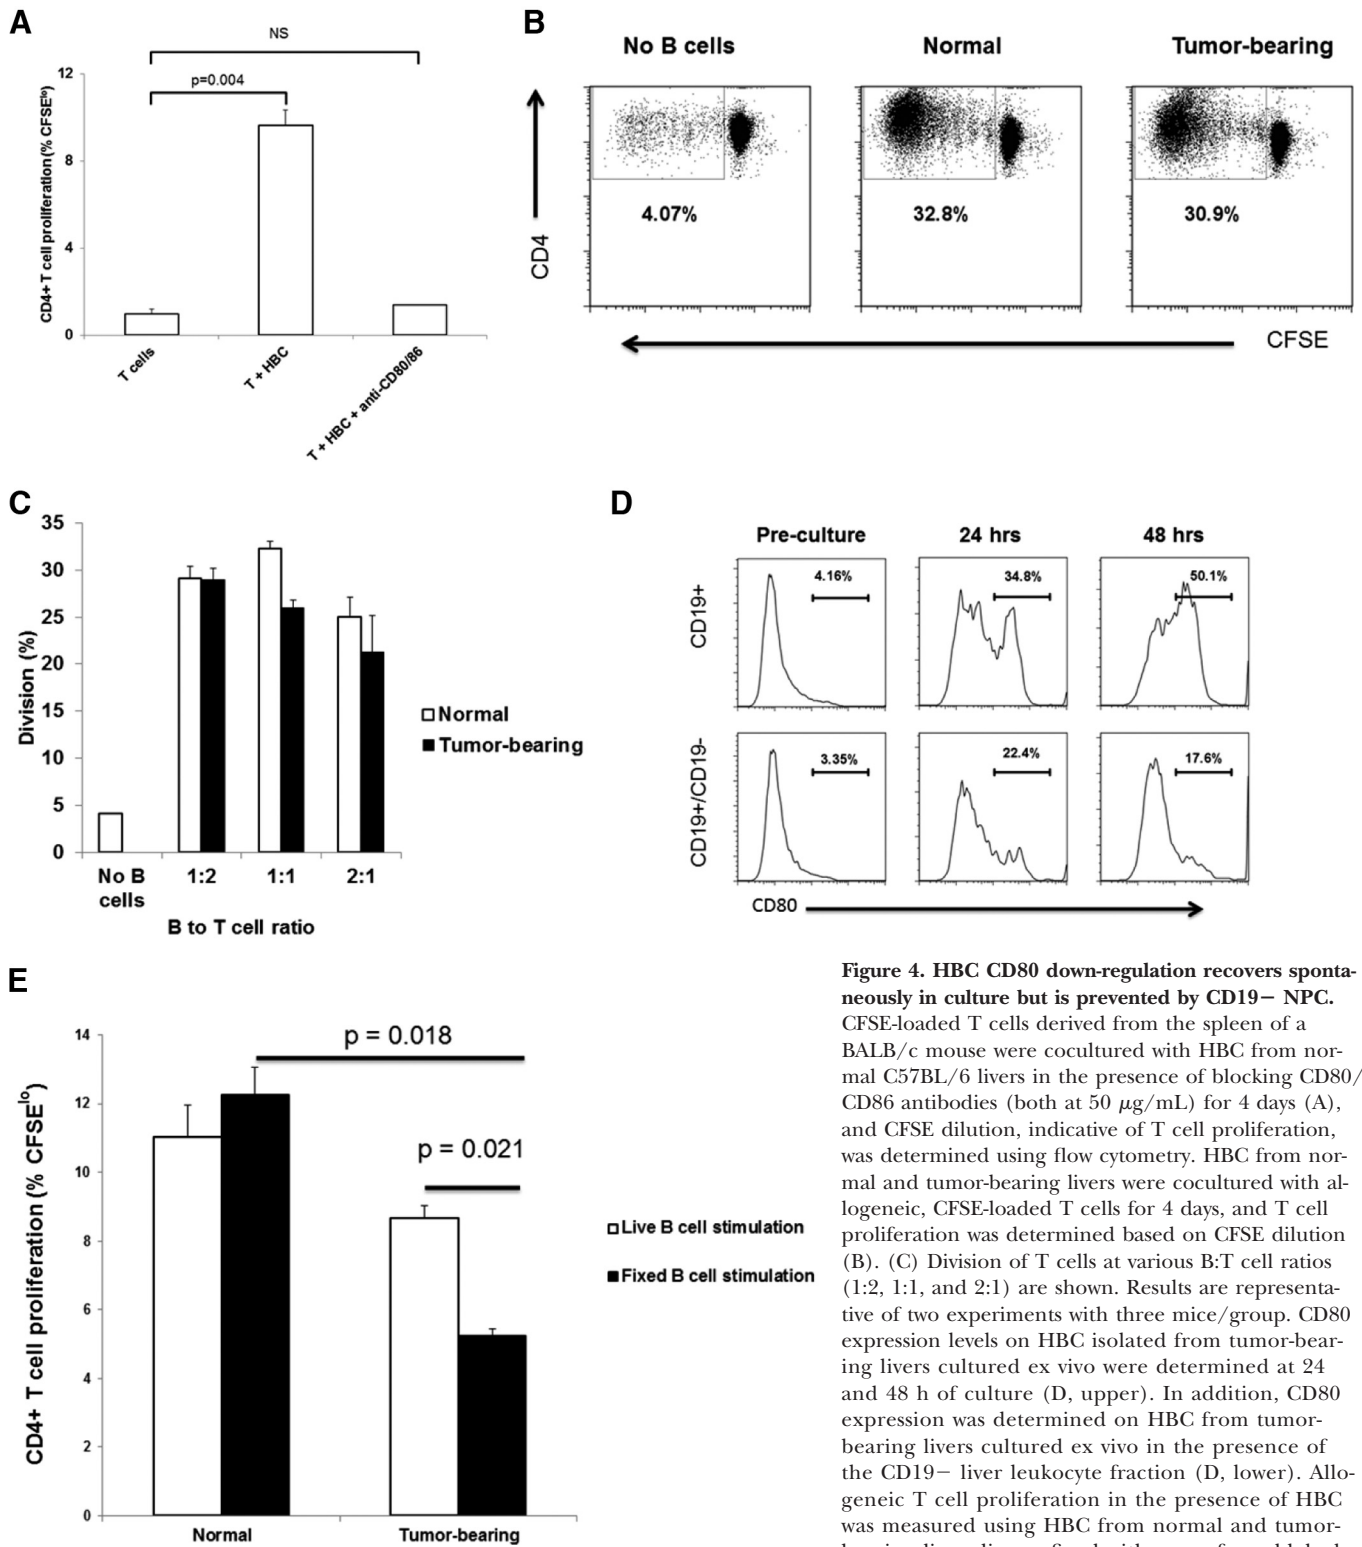 A
NS
p=0.004
CD4+ T cell proliferation (% CFSElo)
12
8
4
0
T cells
T + HBC
T + HBC + anti-CD80/86
B
No B cells
Normal
Tumor-bearing
CD4
4.07%
32.8%
30.9%
CFSE
C
Division (%)
35
30
25
20
15
10
5
0
No B
cells
1:2
1:1
2:1
B to T cell ratio
Normal
Tumor-bearing
D
Pre-culture
24 hrs
48 hrs
CD19+
4.16%
34.8%
50.1%
CD19+/CD19-
3.35%
22.4%
17.6%
CD80
E
CD4+ T cell proliferation (% CFSElo)
14
12
10
8
6
4
2
0
p = 0.018
p = 0.021
Normal
Tumor-bearing
Live B cell stimulation
Fixed B cell stimulation
Figure 4. HBC CD80 down-regulation recovers sponta-
neously in culture but is prevented by CD19− NPC.
CFSE-loaded T cells derived from the spleen of a
BALB/c mouse were cocultured with HBC from nor-
mal C57BL/6 livers in the presence of blocking CD80/
CD86 antibodies (both at 50 μg/mL) for 4 days (A),
and CFSE dilution, indicative of T cell proliferation,
was determined using flow cytometry. HBC from nor-
mal and tumor-bearing livers were cocultured with al-
logeneic, CFSE-loaded T cells for 4 days, and T cell
proliferation was determined based on CFSE dilution
(B). (C) Division of T cells at various B:T cell ratios
(1:2, 1:1, and 2:1) are shown. Results are representa-
tive of two experiments with three mice/group. CD80
expression levels on HBC isolated from tumor-bear-
ing livers cultured ex vivo were determined at 24
and 48 h of culture (D, upper). In addition, CD80
expression was determined on HBC from tumor-
bearing livers cultured ex vivo in the presence of
the CD19− liver leukocyte fraction (D, lower). Allo-
geneic T cell proliferation in the presence of HBC
was measured using HBC from normal and tumor-